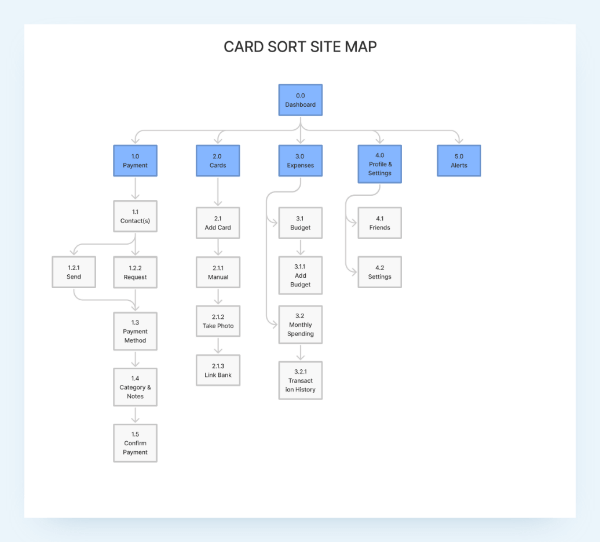 CARD SORT SITE MAP
0.0
Dashboard
1.0
Payment
2.0
Cards
3.0
Expenses
4.0
Profile &
Settings
5.0
Alerts
1.1
Contact(s)
2.1
Add Card
3.1
Budget
4.1
Friends
1.2.1
Send
1.2.2
Request
2.1.1
Manual
3.1.1
Add
Budget
4.2
Settings
1.3
Payment
Method
2.1.2
Take Photo
3.2
Monthly
Spending
1.4
Category &
Notes
2.1.3
Link Bank
3.2.1
Transact
ion History
1.5
Confirm
Payment